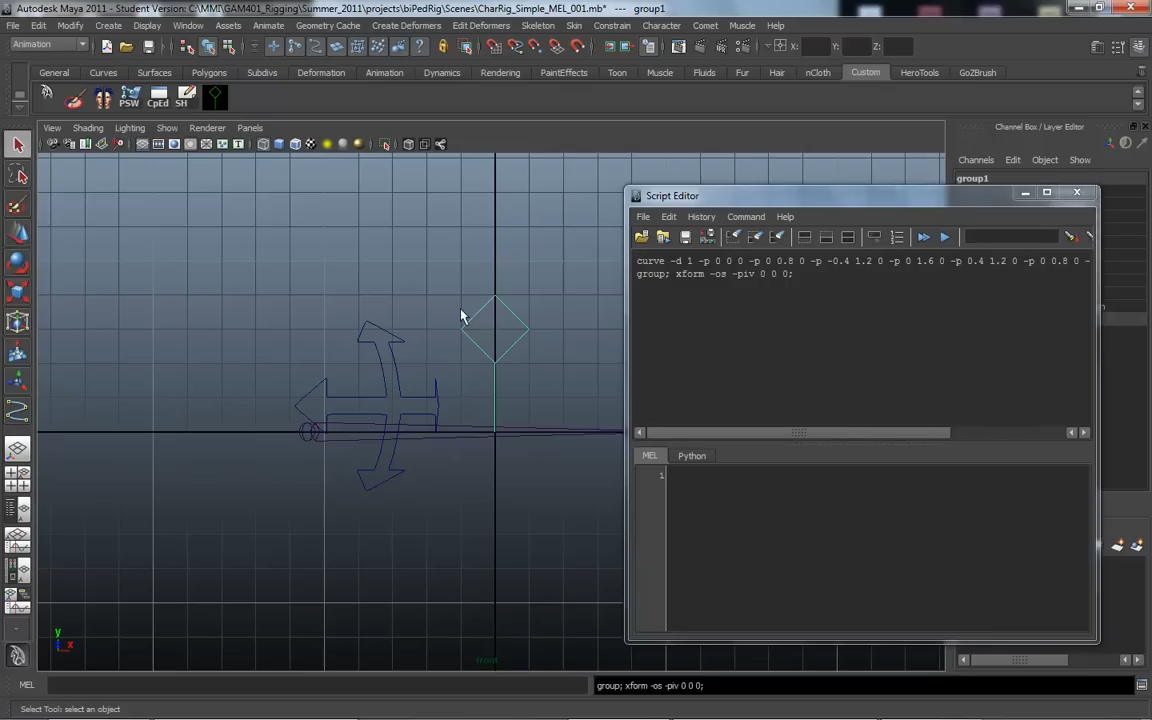 Autodesk Maya 2011 - Student Version: C:\MMI\GAM401_Rigging\Summer_2011\projects\biPedRig\Scenes\CharRig_Simple_MEL_001.mb* --- group1
File Edit Modify Create Display Window Assets Animate Geometry Cache Create Deformers Edit Deformers Skeleton Skin Constraint Character Comet Muscle Help
Animation X: Y: Z:
General Curves Surfaces Polygons Subdivs Deformation Animation Dynamics Rendering PaintEffects Toon Muscle Fluids Fur Hair nCloth Custom HeroTools GoZBrush
PSW CpEd SH
View Shading Lighting Show Renderer Panels
Channel Box / Layer Editor
Channels Edit Object Show
group1
Script Editor
File Edit History Command Help
curve -d 1 -p 0 0 0 -p 0 0.8 0 -p -0.4 1.2 0 -p 0 1.6 0 -p 0.4 1.2 0 -p 0 0.8 0 -
group; xform -os -piv 0 0 0;
MEL Python
1
y
x
front
MEL
group; xform -os -piv 0 0 0;
Select Tool: select an object